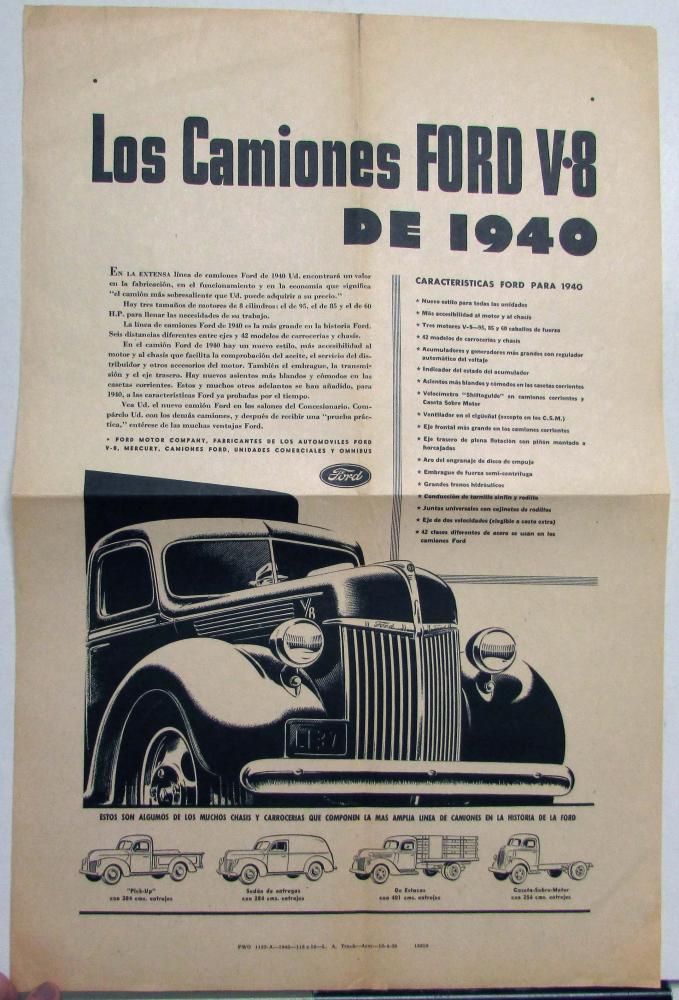 Los Camiones FORD V·8
DE 1940
EN LA EXTENSA línea de camiones Ford de 1940 Ud. encontrará un valor
en la fabricación, en el funcionamiento y en la economía que significa
"el camión más sobresaliente que Ud. puede adquirir a su precio."
Hay tres tamaños de motores de 8 cilindros: el de 95, el de 85 y el de 60
H.P. para llenar las necesidades de su trabajo.
La línea de camiones Ford de 1940 es la más grande en la historia Ford.
Seis distancias diferentes entre ejes y 42 modelos de carrocerías y chasis.
En el camión Ford de 1940 hay un nuevo estilo, más accesibilidad al
motor y al chasis que facilita la comprobación del aceite, el servicio del dis-
tribuidor y otros accesorios del motor. También el embrague, la transmi-
sión y el eje trasero. Hay nuevos asientos más blandos y cómodos en las
casetas corrientes. Estos y muchos otros adelantos se han añadido, para
1940, a las características Ford ya probadas por el tiempo.
Vea Ud. el nuevo camión Ford en los salones del Concesionario. Com-
párelo Ud. con los demás camiones, y después de recibir una "prueba prác-
tica," entérese de las muchas ventajas Ford.
* FORD MOTOR COMPANY, FABRICANTES DE LOS AUTOMOVILES FORD
V-8, MERCURY, CAMIONES FORD, UNIDADES COMERCIALES Y OMNIBUS
Ford
CARACTERISTICAS FORD PARA 1940
★ Nuevo estilo para todas las unidades
★ Más accesibilidad al motor y al chasis
★ Tres motores V-8—95, 85 y 60 caballos de fuerza
★ 42 modelos de carrocerías y chasis
★ Acumuladores y generadores más grandes con regulador
automático del voltaje
★ Indicador del estado del acumulador
★ Asientos más blandos y cómodos en las casetas corrientes
★ Velocímetro "Shiftoguide" en camiones corrientes y
Caseta Sobre Motor
★ Ventilador en el cigüeñal (excepto en los C.S.M.)
★ Eje frontal más grande en los camiones corrientes
★ Eje trasero de plena flotación con piñón montado a
horcajadas
★ Aro del engranaje de disco de empuje
★ Embrague de fuerza semi-centrífuga
★ Grandes frenos hidráulicos
★ Conducción de tornillo sinfín y rodillo
★ Juntas universales con cojinetes de rodillos
★ Eje de dos velocidades (elegible a costo extra)
★ 42 clases diferentes de acero se usan en los
camiones Ford
V8
Ford
ESTOS SON ALGUMOS DE LOS MUCHOS CHASIS Y CARROCERIAS QUE COMPONEN LA MAS AMPLIA LINEA DE CAMIONES EN LA HISTORIA DE LA FORD
"Pick-Up"
con 284 cms. entrejes
Sedán de entregas
con 284 cms. entrejes
De Estacas
con 401 cms. entrejes
Caseta-Sobre-Motor
con 256 cms. entrejes